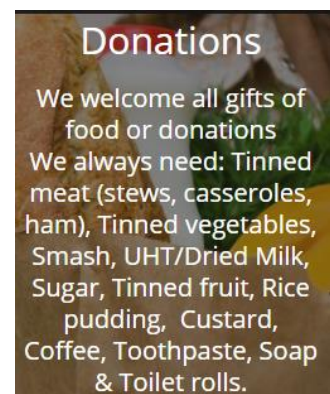 Donations
We welcome all gifts of
food or donations
We always need: Tinned
meat (stews, casseroles,
ham), Tinned vegetables,
Smash, UHT/Dried Milk,
Sugar, Tinned fruit, Rice
pudding, Custard,
Coffee, Toothpaste, Soap
& Toilet rolls.